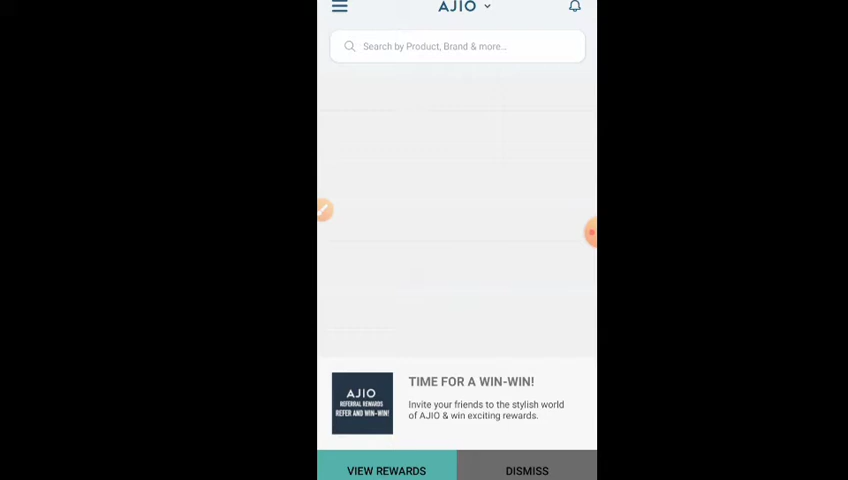 AJIO
Search by Product, Brand & more...
TIME FOR A WIN-WIN!
AJIO
REFERRAL REWARDS
REFER AND WIN-WIN!
Invite your friends to the stylish world
of AJIO & win exciting rewards.
VIEW REWARDS
DISMISS